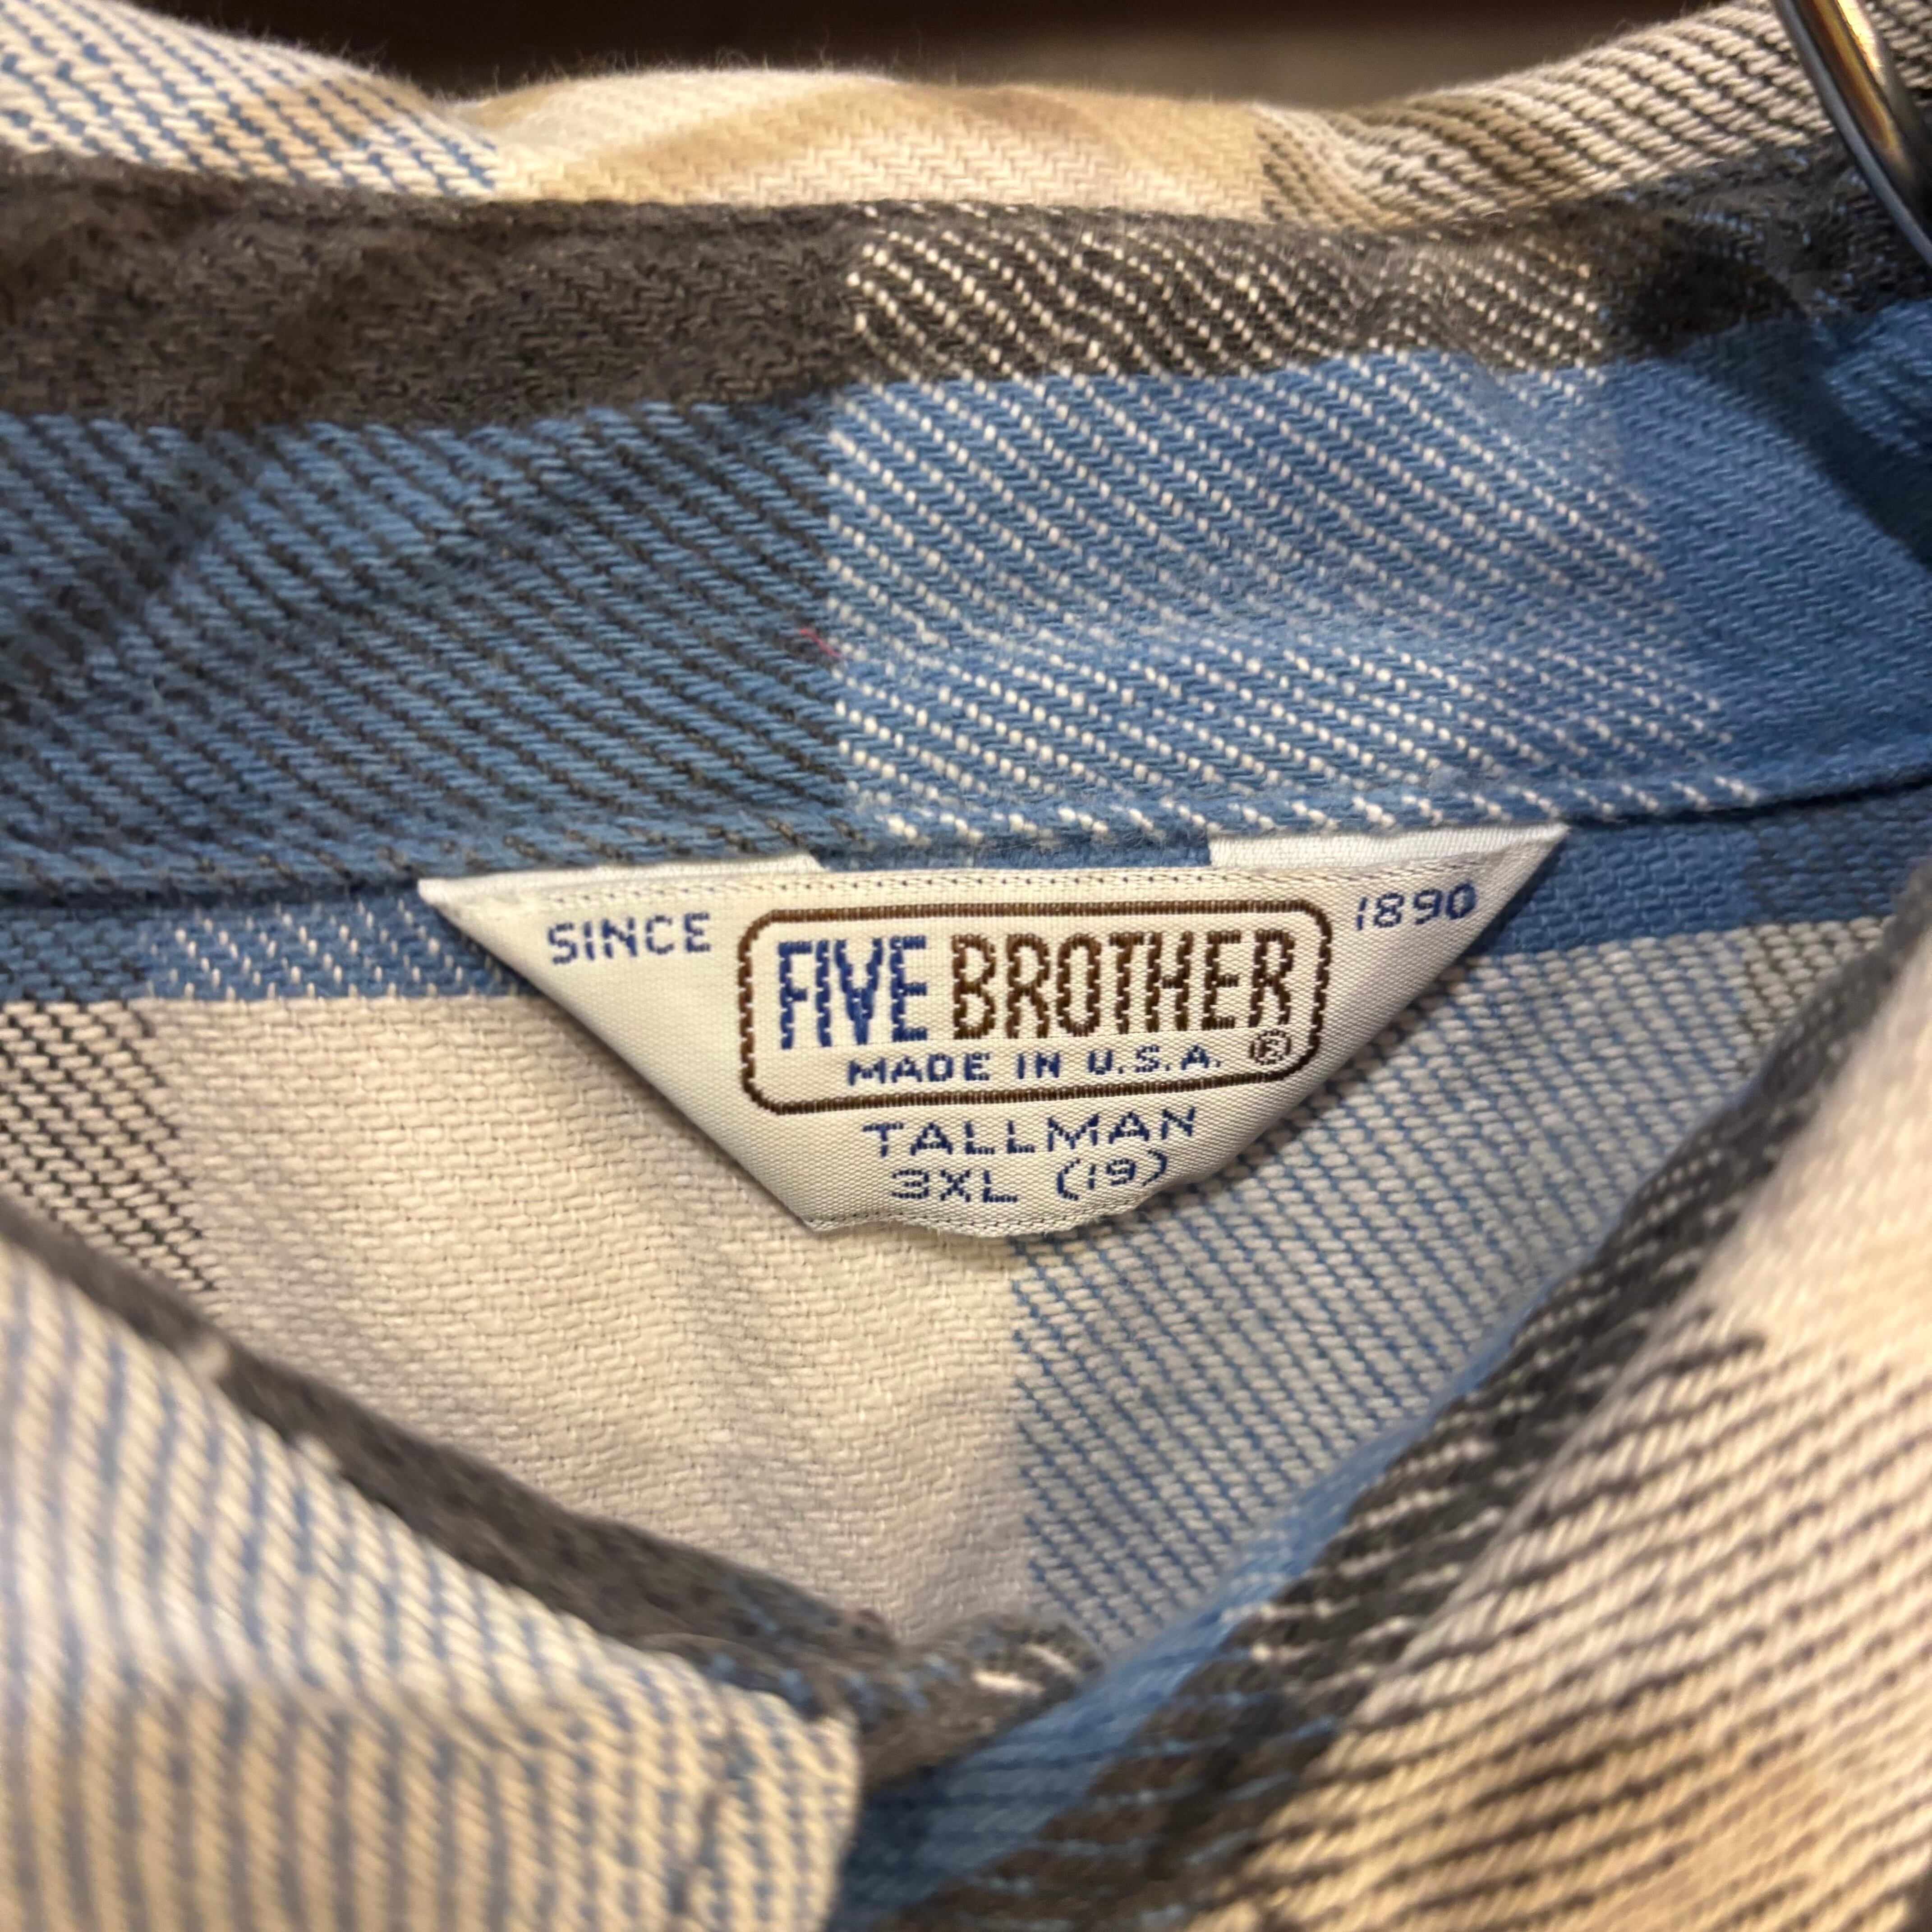 SINCE 1890
FIVE BROTHER
MADE IN U.S.A. ®
TALLMAN
3XL (19)